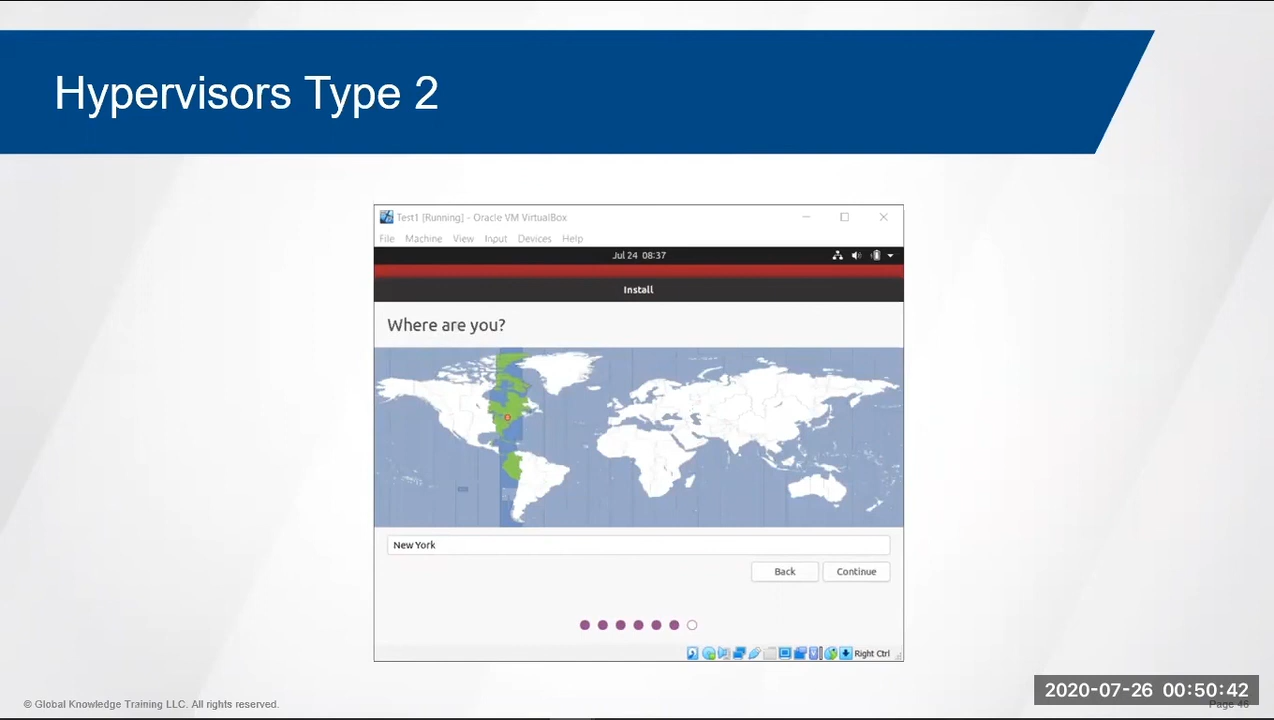 Hypervisors Type 2
Test1 [Running] - Oracle VM VirtualBox
File Machine View Input Devices Help
Jul 24 08:37
Install
Where are you?
New York
Back Continue
Right Ctrl
© Global Knowledge Training LLC. All rights reserved.
2020-07-26 00:50:42
Page 46